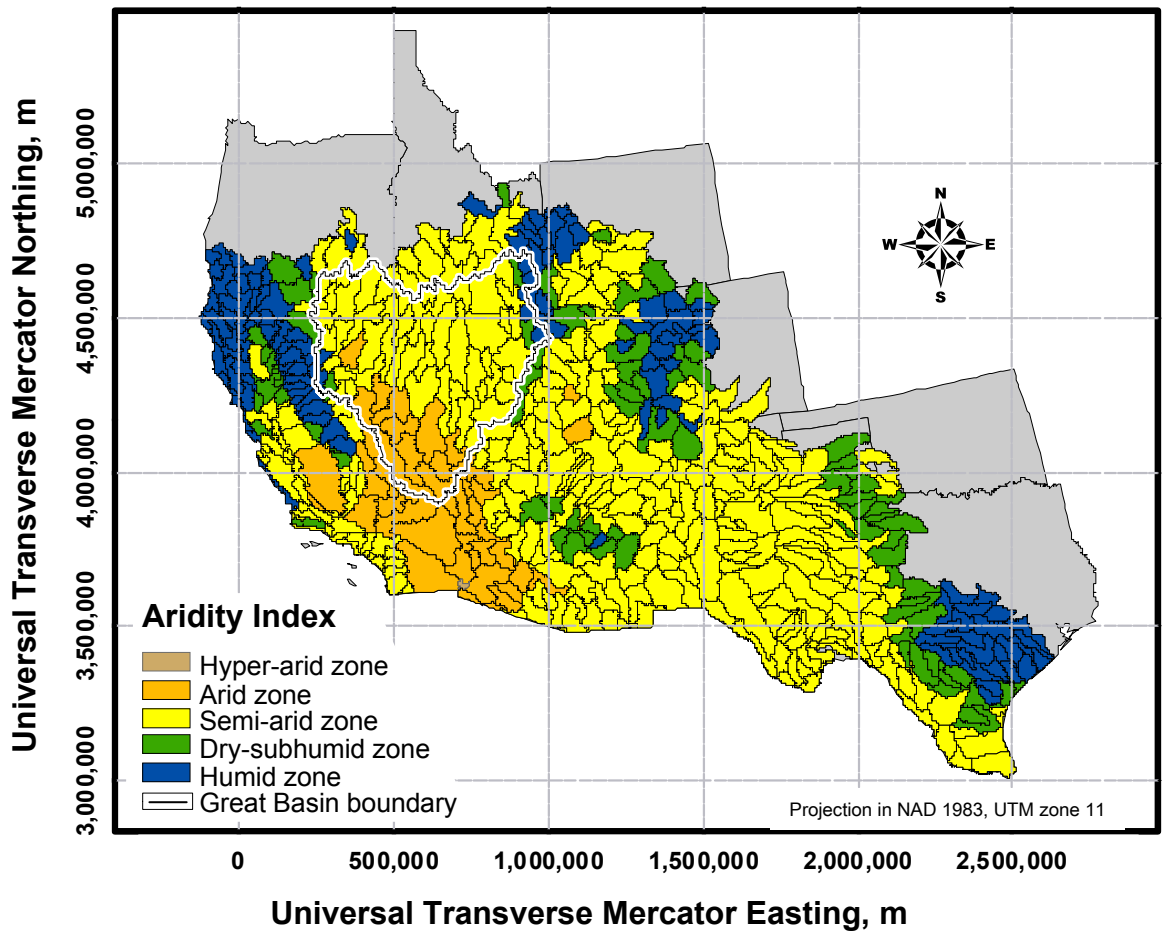 Universal Transverse Mercator Northing, m
5,000,000
4,500,000
4,000,000
3,500,000
3,000,000
N
W
E
S
Aridity Index
Hyper-arid zone
Arid zone
Semi-arid zone
Dry-subhumid zone
Humid zone
Great Basin boundary
Projection in NAD 1983, UTM zone 11
0
500,000
1,000,000
1,500,000
2,000,000
2,500,000
Universal Transverse Mercator Easting, m